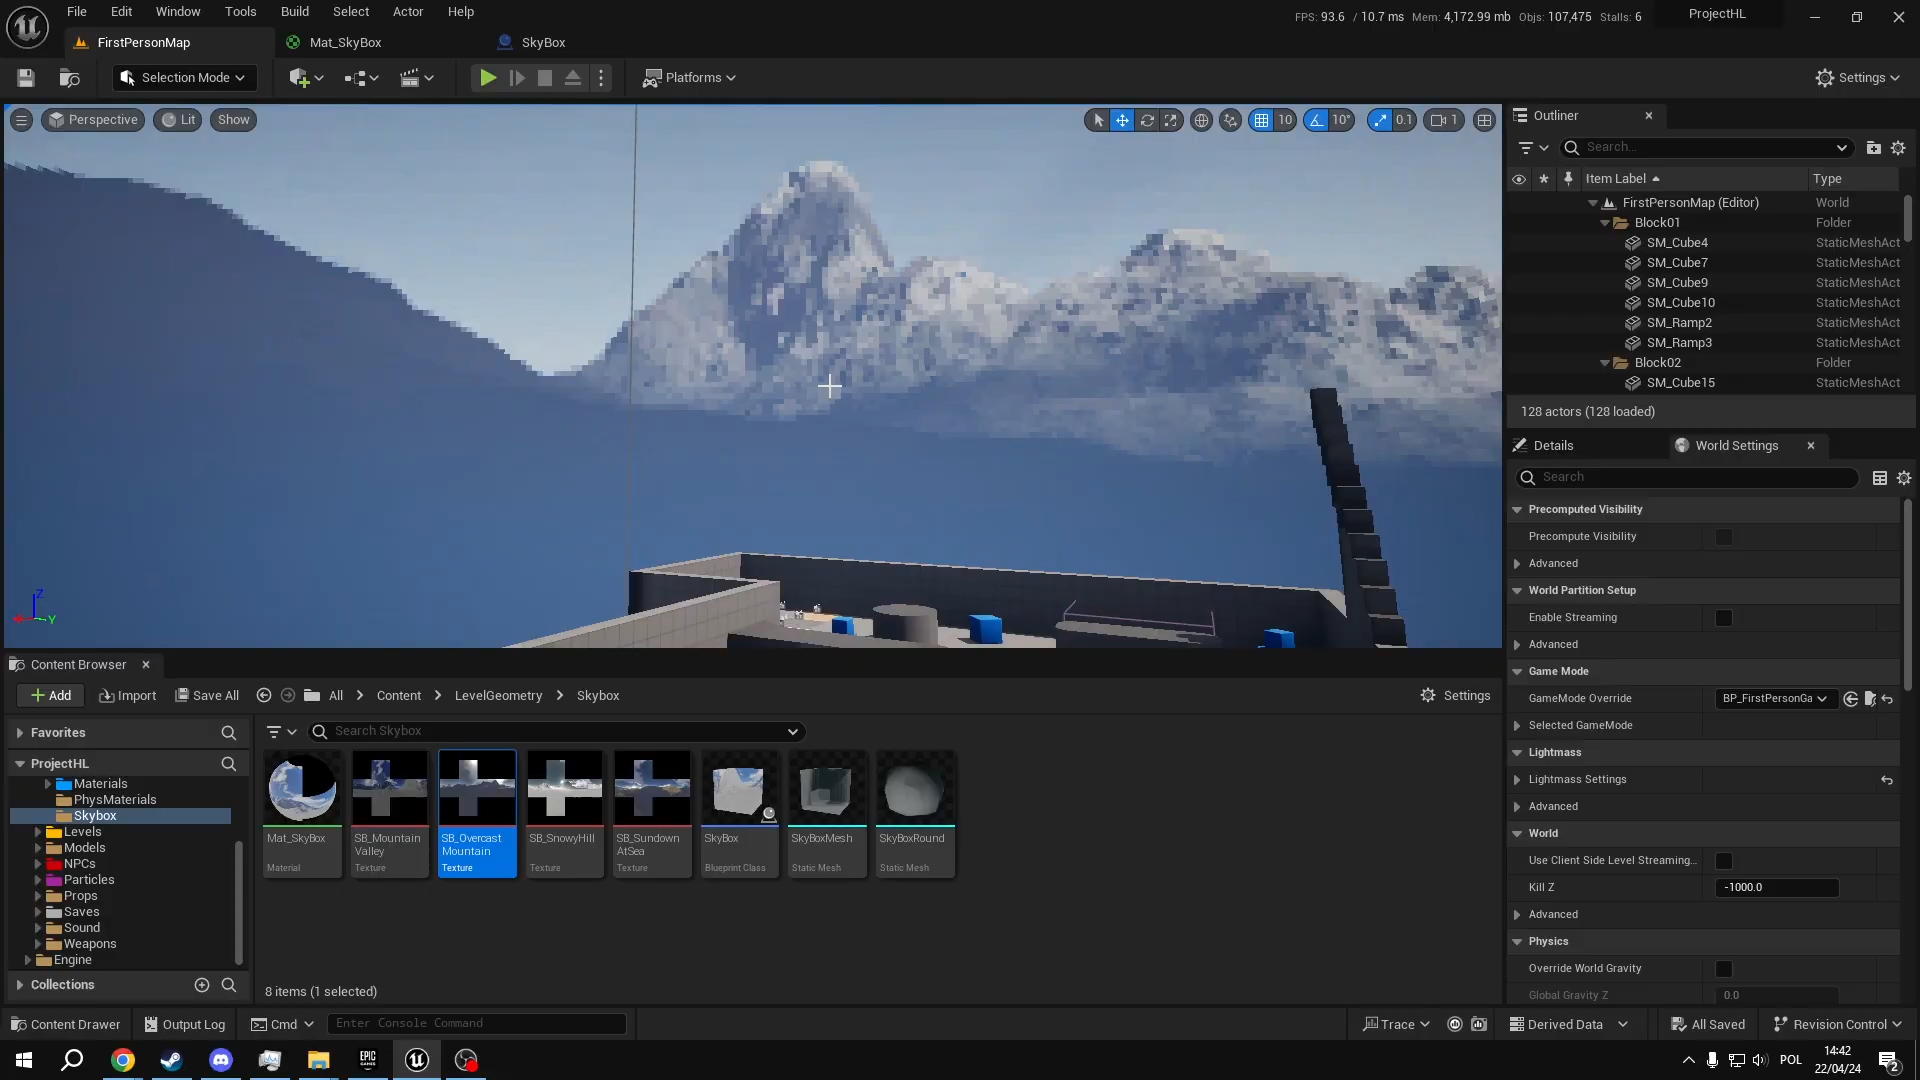 File Edit Window Tools Build Select Actor Help
FPS: 93.6 / 10.7 ms Mem: 4,172.99 mb Objs: 107,475 Stalls: 6 ProjectHL
FirstPersonMap Mat_SkyBox SkyBox
Selection Mode Platforms Settings
Perspective Lit Show 10 10° 0.1 1
Outliner
Search...
Item Label Type
FirstPersonMap (Editor) World
Block01 Folder
SM_Cube4 StaticMeshAct
SM_Cube7 StaticMeshAct
SM_Cube9 StaticMeshAct
SM_Cube10 StaticMeshAct
SM_Ramp2 StaticMeshAct
SM_Ramp3 StaticMeshAct
Block02 Folder
SM_Cube15 StaticMeshAct
128 actors (128 loaded)
Details World Settings
Search
Precomputed Visibility
Precompute Visibility
Advanced
World Partition Setup
Enable Streaming
Advanced
Game Mode
GameMode Override BP_FirstPersonGa
Selected GameMode
Lightmass
Lightmass Settings
Advanced
World
Use Client Side Level Streaming...
Kill Z -1000.0
Advanced
Physics
Override World Gravity
Global Gravity Z 0.0
Z
Y
Content Browser
Add Import Save All All Content LevelGeometry Skybox Settings
Favorites
ProjectHL
Materials
PhysMaterials
Skybox
Levels
Models
NPCs
Particles
Props
Saves
Sound
Weapons
Engine
Collections
Search Skybox
Mat_SkyBox
Material
SB_Mountain
Valley
Texture
SB_Overcast
Mountain
Texture
SB_SnowyHill
Texture
SB_Sundown
AtSea
Texture
SkyBox
Blueprint Class
SkyBoxMesh
Static Mesh
SkyBoxRound
Static Mesh
8 items (1 selected)
Content Drawer Output Log Cmd Enter Console Command Trace Derived Data All Saved Revision Control
EPIC
GAMES
POL
14:42
22/04/24
2